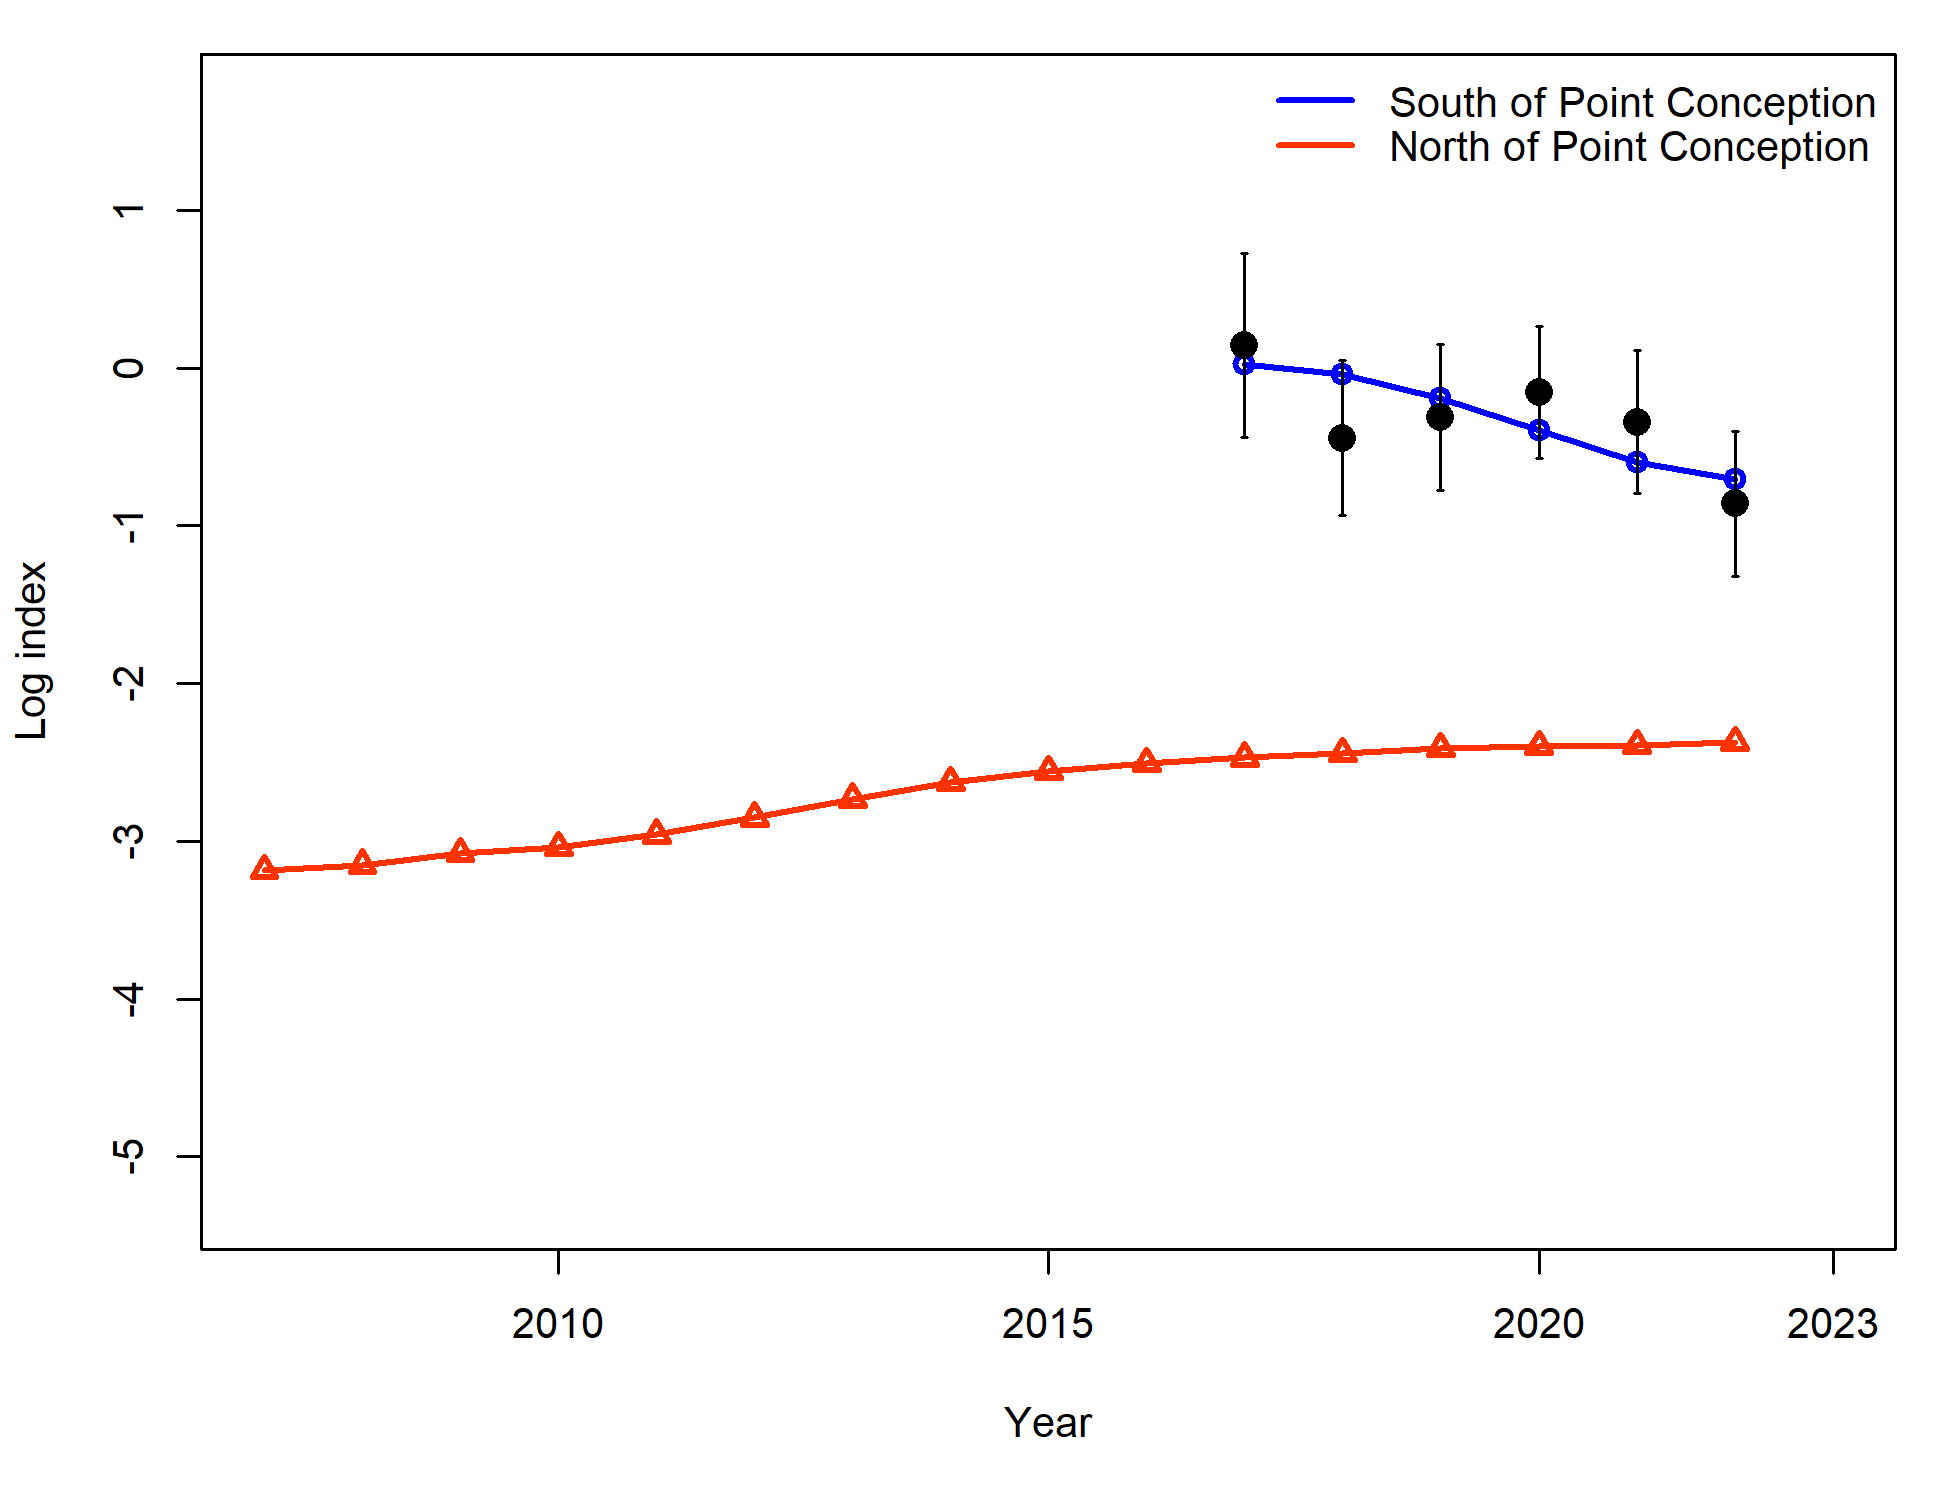 South of Point Conception
North of Point Conception
Log index
1
0
-1
-2
-3
-4
-5
2010 2015 2020 2023
Year